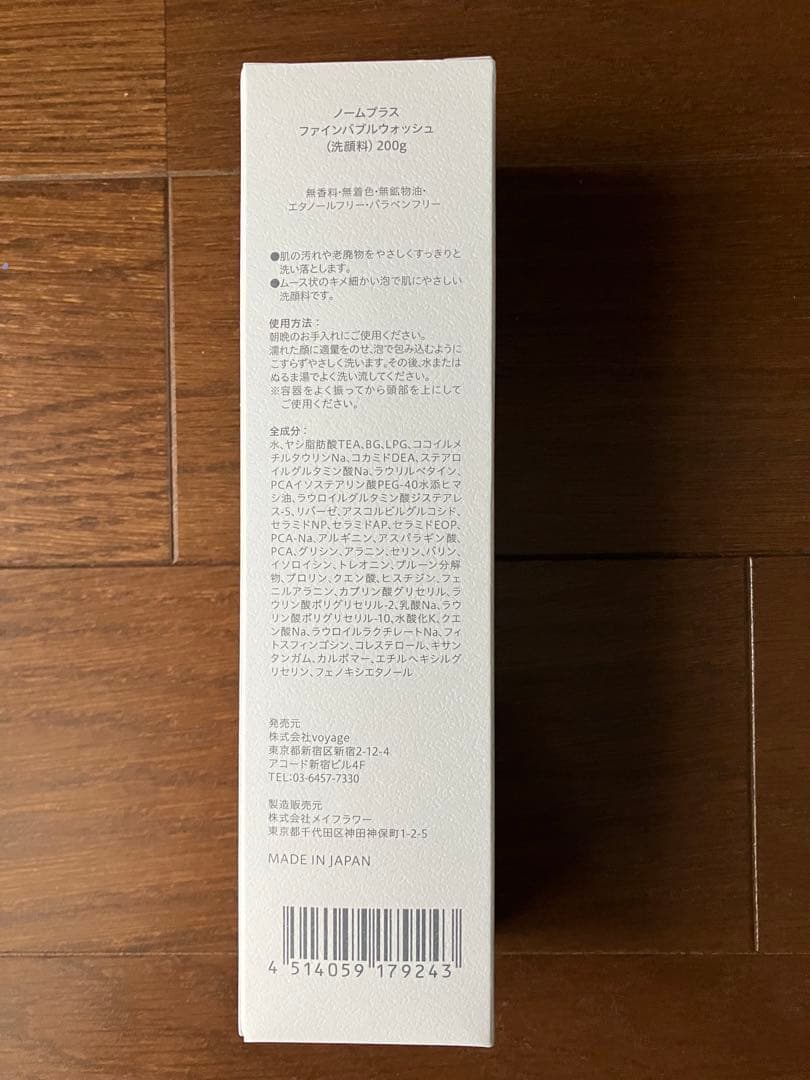 ノームプラス
ファインバブルウォッシュ
(洗顔料) 200g
無香料・無着色・無鉱物油・
エタノールフリー・パラベンフリー
●肌の汚れや老廃物をやさしくすっきりと
洗い落とします。
●ムース状のキメ細かい泡で肌にやさしい
洗顔料です。
使用方法：
朝晩のお手入れにご使用ください。
濡れた顔に適量をのせ、泡で包み込むように
こすらずやさしく洗います。その後、水または
ぬるま湯でよく洗い流してください。
※容器をよく振ってから頭部を上にして
ご使用ください。
全成分：
水、ヤシ脂肪酸TEA、BG、LPG、ココイルメ
チルタウリンNa、コカミドDEA、ステアロ
イルグルタミン酸Na、ラウリルベタイン、
PCAイソステアリン酸PEG-40水添ヒマ
シ油、ラウロイルグルタミン酸ジステアレ
ス-5、リパーゼ、アスコルビルグルコシド、
セラミドNP、セラミドAP、セラミドEOP、
PCA-Na、アルギニン、アスパラギン酸、
PCA、グリシン、アラニン、セリン、バリン、
イソロイシン、トレオニン、プルーン分解
物、プロリン、クエン酸、ヒスチジン、フェ
ニルアラニン、カプリン酸グリセリル、ラ
ウリン酸ポリグリセリル-2、乳酸Na、ラウ
リン酸ポリグリセリル-10、水酸化K、クエ
ン酸Na、ラウロイルラクチレートNa、フィ
トスフィンゴシン、コレステロール、キサン
タンガム、カルボマー、エチルヘキシルグ
リセリン、フェノキシエタノール
発売元
株式会社voyage
東京都新宿区新宿2-12-4
アコード新宿ビル4F
TEL:03-6457-7330
製造販売元
株式会社メイフラワー
東京都千代田区神田神保町1-2-5
MADE IN JAPAN
4 514059 179243